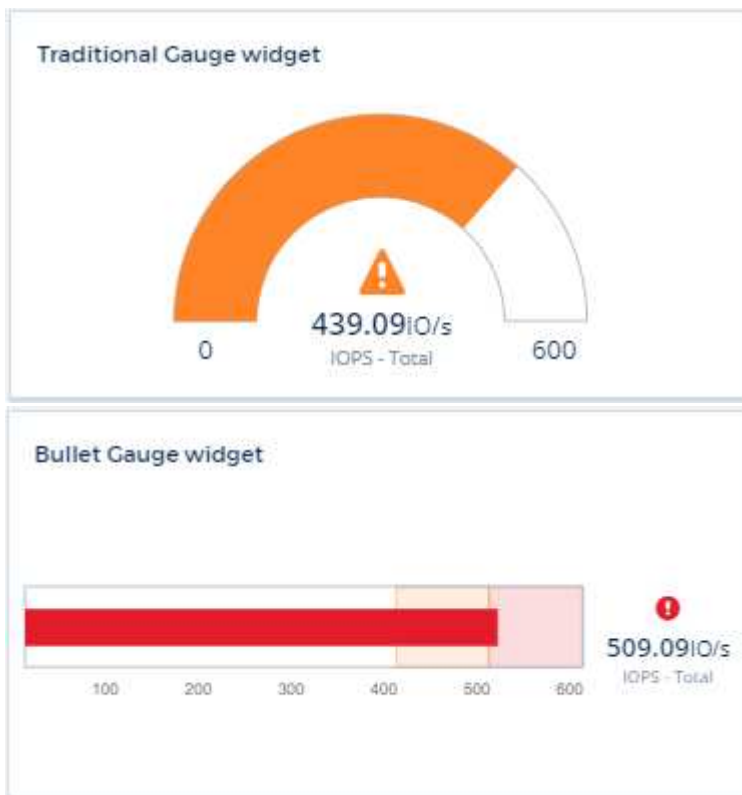 Traditional Gauge widget
439.09IO/s
0
IOPS - Total
600
Bullet Gauge widget
509.09IO/s
IOPS - Total
100 200 300 400 500 600